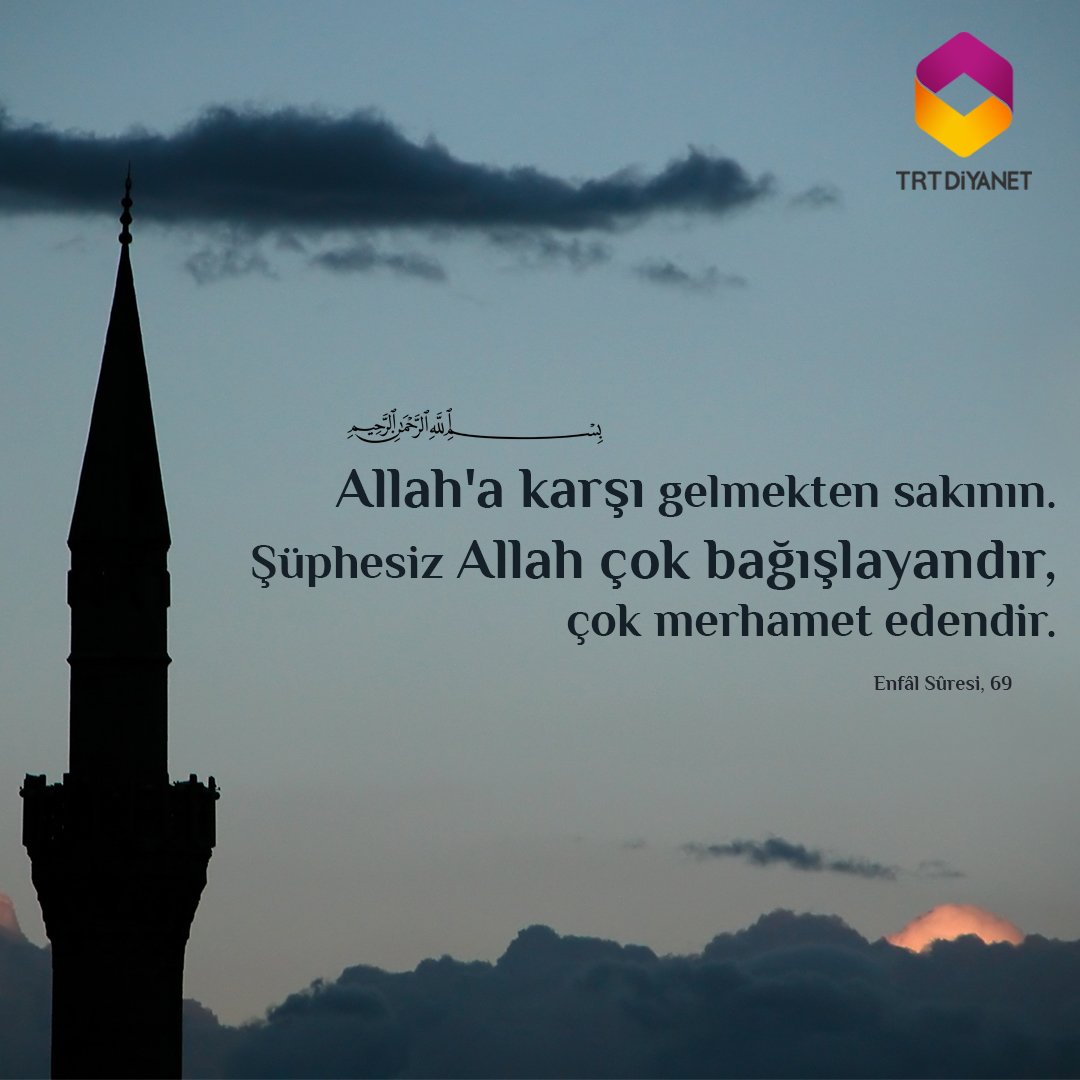 TRT DİYANET
بِسْمِ اللَّهِ الرَّحْمَٰنِ الرَّحِيمِ
Allah'a karşı gelmekten sakının.
Şüphesiz Allah çok bağışlayandır,
çok merhamet edendir.
Enfâl Sûresi, 69